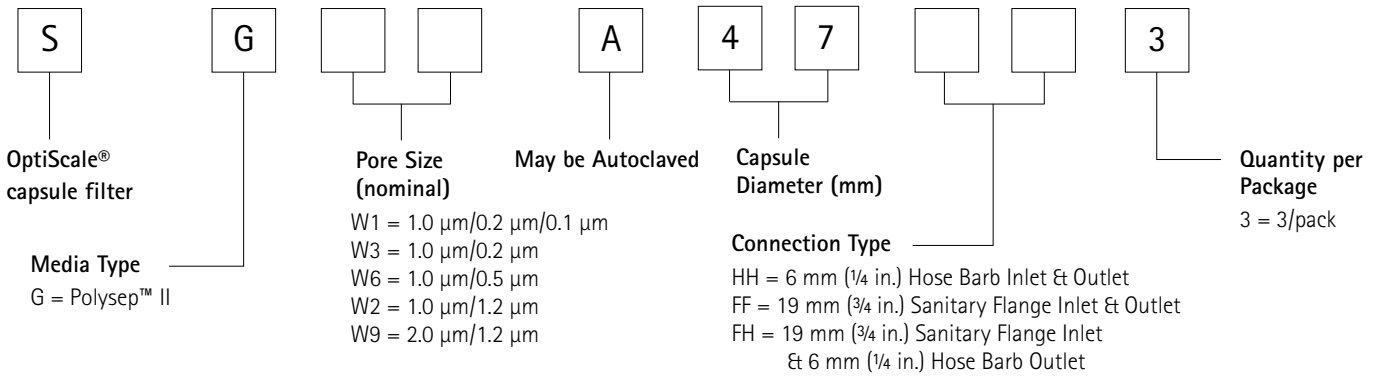 S G A 4 7 3
OptiScale®
capsule filter
Media Type
G = Polysep™ II
Pore Size
(nominal)
W1 = 1.0 µm/0.2 µm/0.1 µm
W3 = 1.0 µm/0.2 µm
W6 = 1.0 µm/0.5 µm
W2 = 1.0 µm/1.2 µm
W9 = 2.0 µm/1.2 µm
May be Autoclaved
Capsule
Diameter (mm)
Connection Type
HH = 6 mm (1/4 in.) Hose Barb Inlet & Outlet
FF = 19 mm (3/4 in.) Sanitary Flange Inlet & Outlet
FH = 19 mm (3/4 in.) Sanitary Flange Inlet
& 6 mm (1/4 in.) Hose Barb Outlet
Quantity per
Package
3 = 3/pack